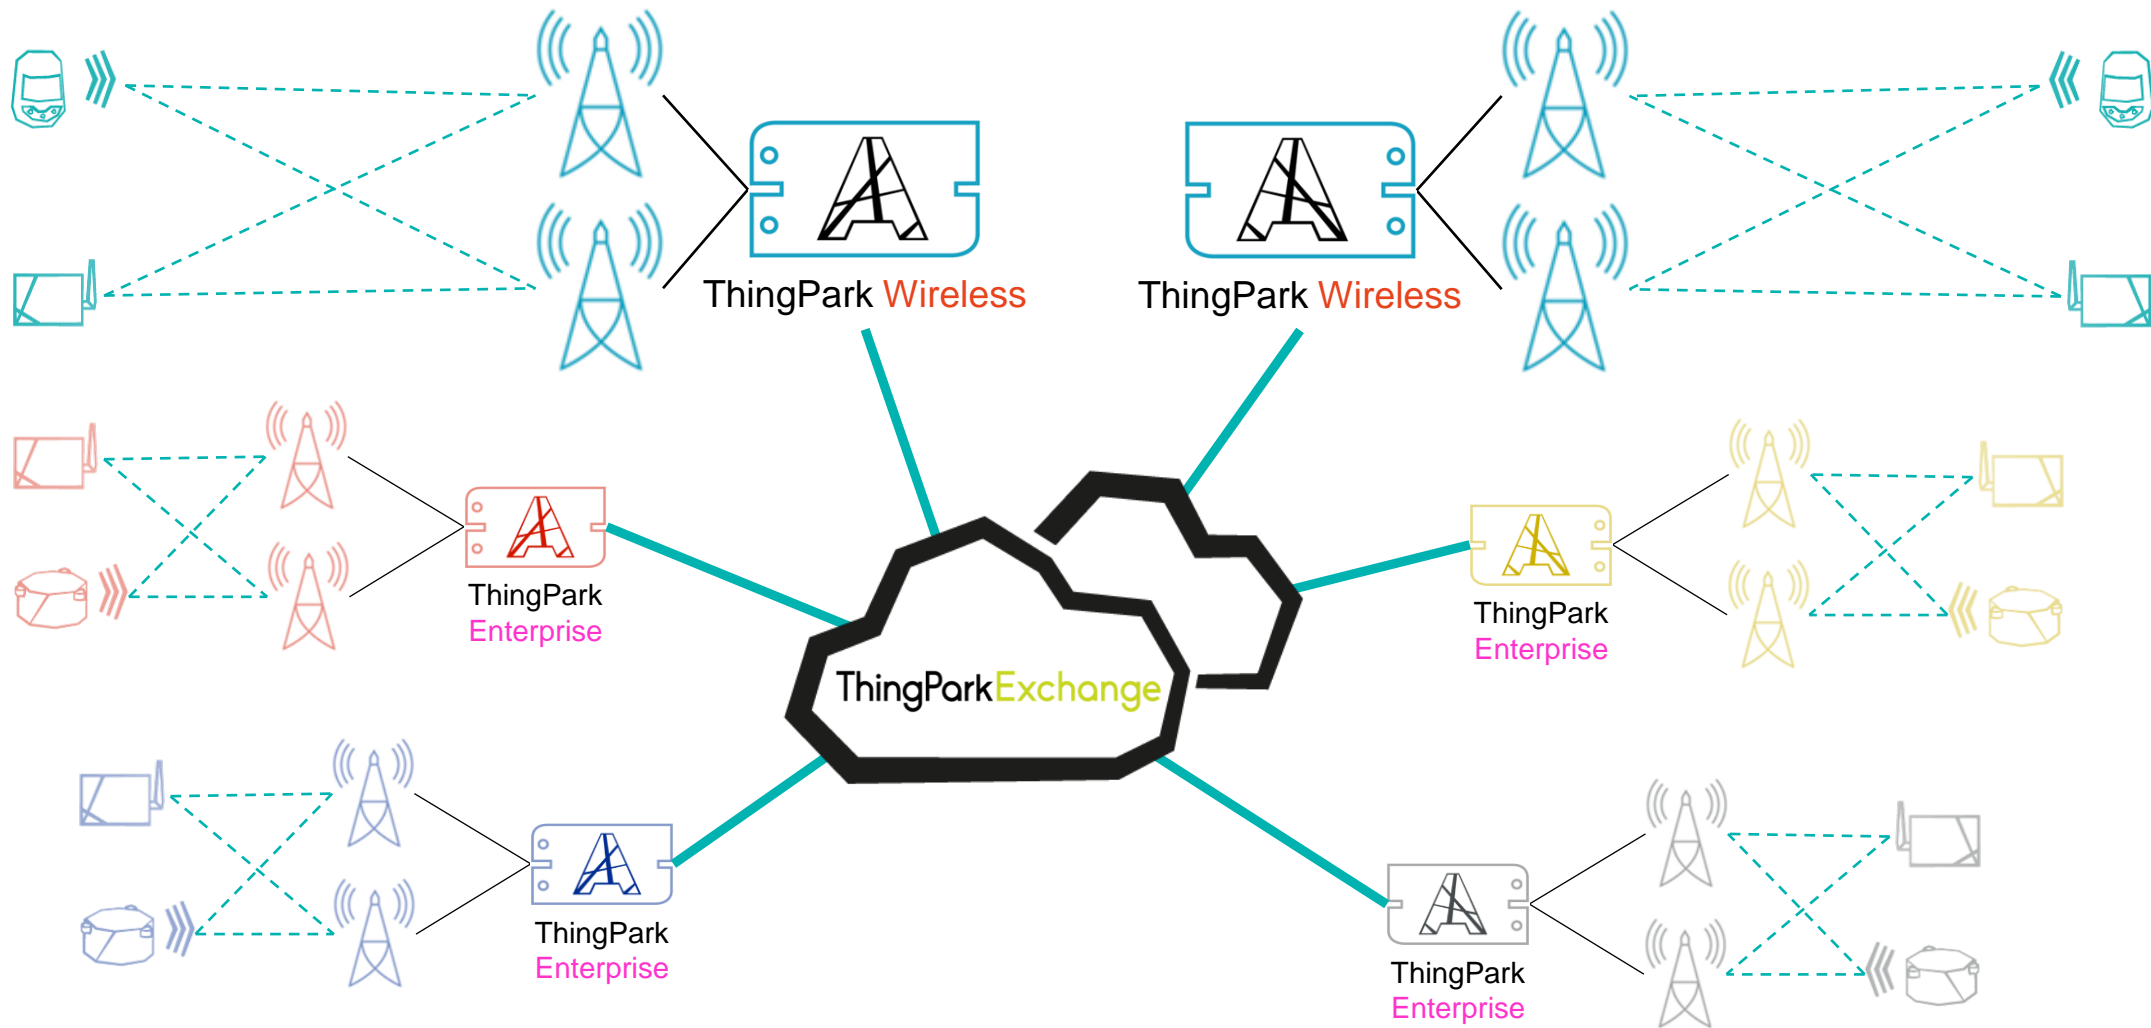 ThingPark Wireless
ThingPark Wireless
ThingPark
Enterprise
ThingPark
Enterprise
ThingParkExchange
ThingPark
Enterprise
ThingPark
Enterprise